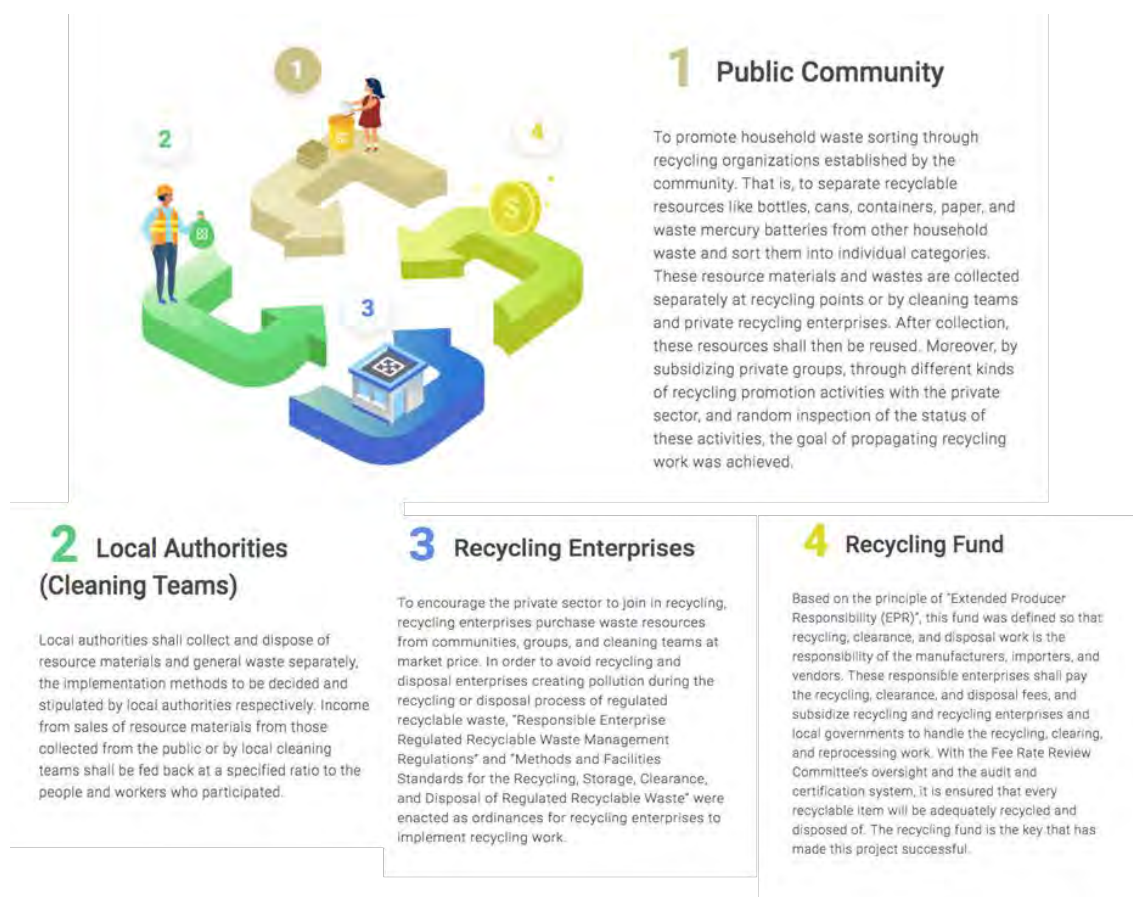 1
2
4
3
1 Public Community
To promote household waste sorting through
recycling organizations established by the
community. That is, to separate recyclable
resources like bottles, cans, containers, paper, and
waste mercury batteries from other household
waste and sort them into individual categories.
These resource materials and wastes are collected
separately at recycling points or by cleaning teams
and private recycling enterprises. After collection,
these resources shall then be reused. Moreover, by
subsidizing private groups, through different kinds
of recycling promotion activities with the private
sector, and random inspection of the status of
these activities, the goal of propagating recycling
work was achieved.
2 Local Authorities
(Cleaning Teams)
Local authorities shall collect and dispose of
resource materials and general waste separately,
the implementation methods to be decided and
stipulated by local authorities respectively. Income
from sales of resource materials from those
collected from the public or by local cleaning
teams shall be fed back at a specified ratio to the
people and workers who participated.
3 Recycling Enterprises
To encourage the private sector to join in recycling,
recycling enterprises purchase waste resources
from communities, groups, and cleaning teams at
market price. In order to avoid recycling and
disposal enterprises creating pollution during the
recycling or disposal process of regulated
recyclable waste, "Responsible Enterprise
Regulated Recyclable Waste Management
Regulations" and "Methods and Facilities
Standards for the Recycling, Storage, Clearance,
and Disposal of Regulated Recyclable Waste" were
enacted as ordinances for recycling enterprises to
implement recycling work.
4 Recycling Fund
Based on the principle of "Extended Producer
Responsibility (EPR)", this fund was defined so that
recycling, clearance, and disposal work is the
responsibility of the manufacturers, importers, and
vendors. These responsible enterprises shall pay
the recycling, clearance, and disposal fees, and
subsidize recycling and recycling enterprises and
local governments to handle the recycling, clearing,
and reprocessing work. With the Fee Rate Review
Committee's oversight and the audit and
certification system, it is ensured that every
recyclable item will be adequately recycled and
disposed of. The recycling fund is the key that has
made this project successful.